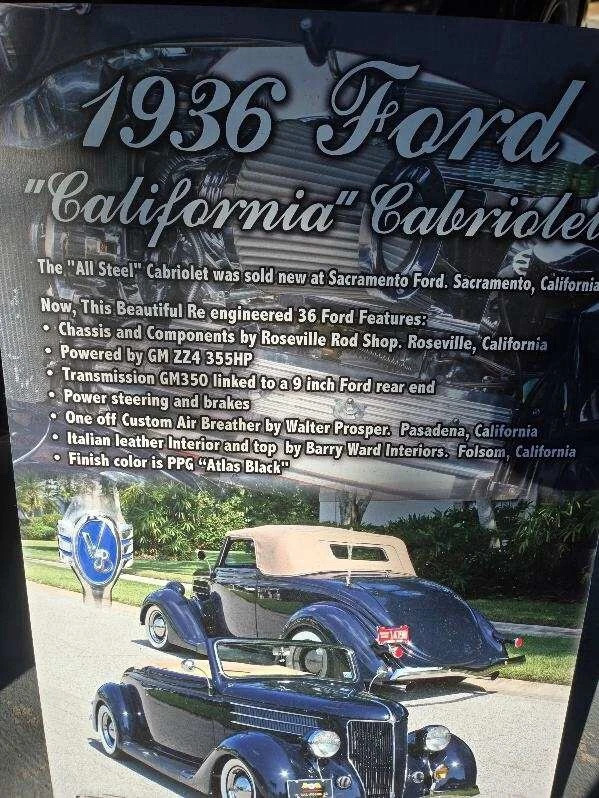 1936 Ford
"California" Cabriolet
The "All Steel" Cabriolet was sold new at Sacramento Ford. Sacramento, California
Now, This Beautiful Re engineered 36 Ford Features:
• Chassis and Components by Roseville Rod Shop. Roseville, California
• Powered by GM ZZ4 355HP
• Transmission GM350 linked to a 9 inch Ford rear end
• Power steering and brakes
• One off Custom Air Breather by Walter Prosper. Pasadena, California
• Italian leather Interior and top by Barry Ward Interiors. Folsom, California
• Finish color is PPG “Atlas Black"
V8